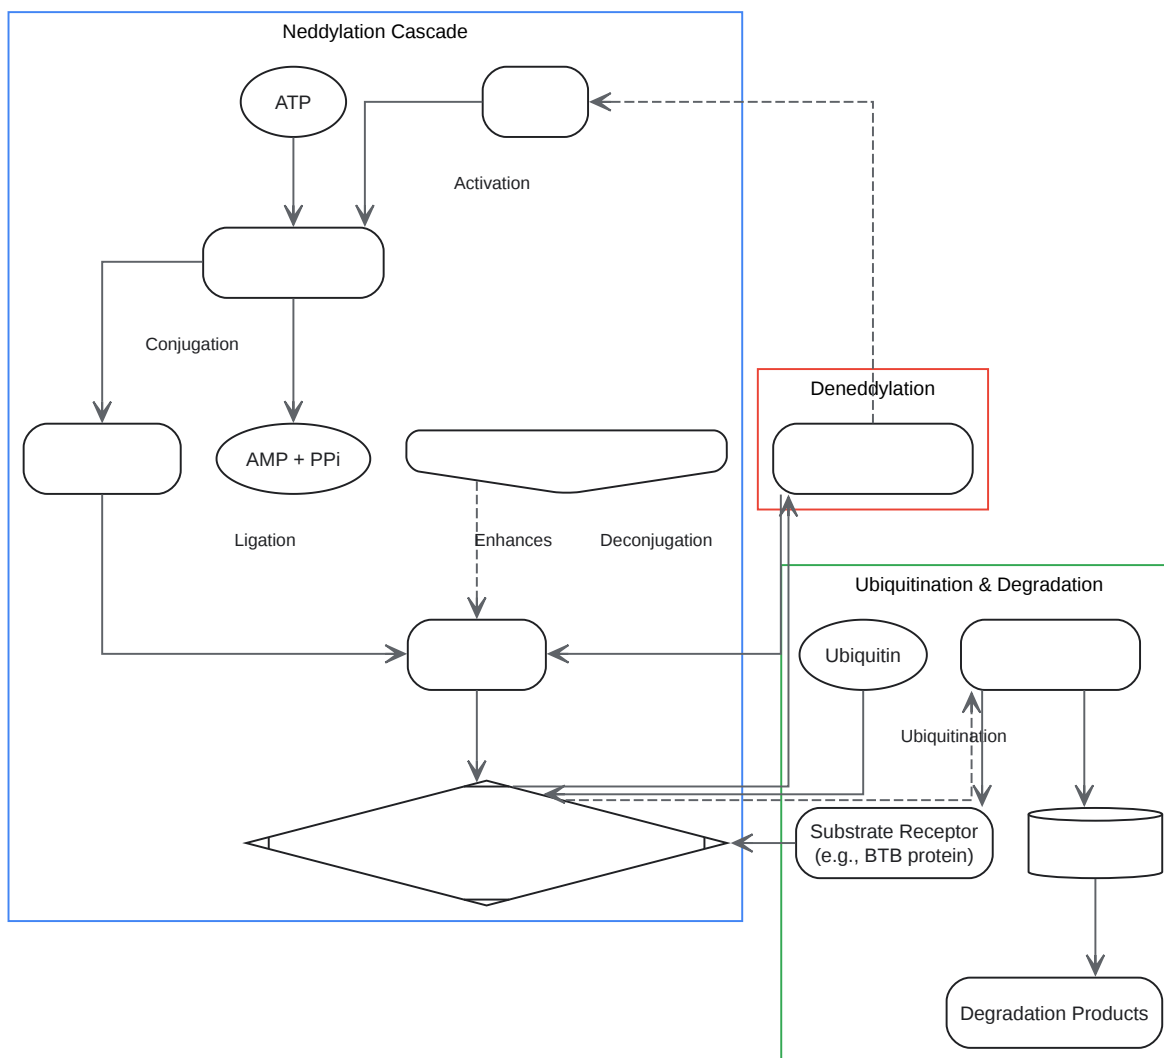 Neddylation Cascade
ATP
Activation
Conjugation
Deneddylation
AMP + PPi
Ligation
Enhances
Deconjugation
Ubiquitination & Degradation
Ubiquitin
Ubiquitination
Substrate Receptor
(e.g., BTB protein)
Degradation Products